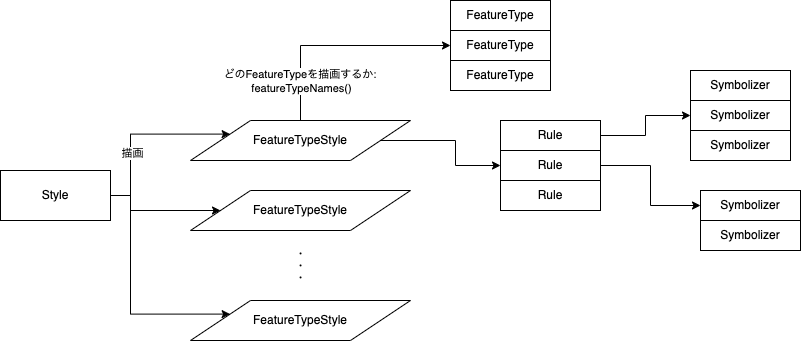 FeatureType
FeatureType
FeatureType
どのFeatureTypeを描画するか:
featureTypeNames()
FeatureTypeStyle
描画
Style
FeatureTypeStyle
FeatureTypeStyle
Rule
Rule
Rule
Symbolizer
Symbolizer
Symbolizer
Symbolizer
Symbolizer